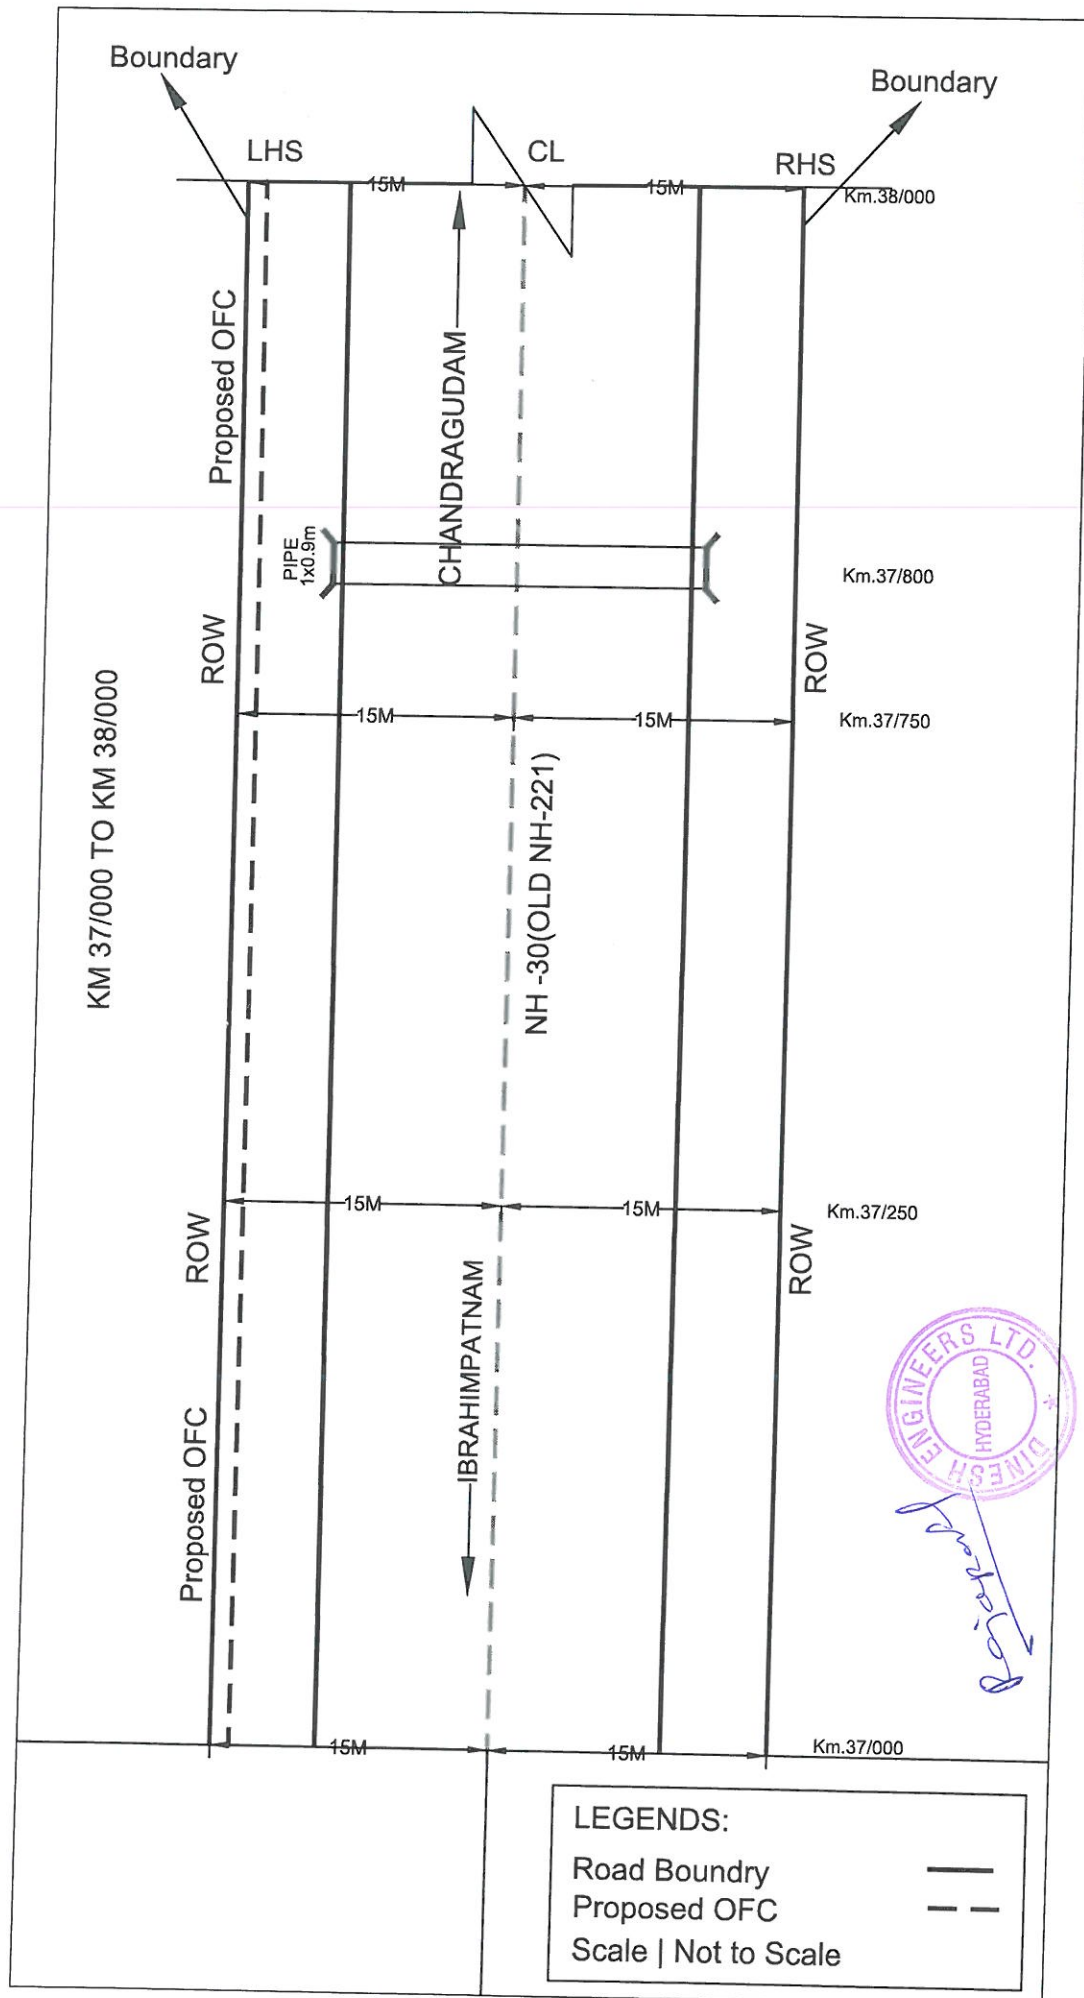 Boundary
Boundary
LHS
CL
RHS
15M
15M
Km.38/000
Proposed OFC
CHANDRAGUDAM
PIPE
1x0.9m
Km.37/800
ROW
ROW
15M
15M
Km.37/750
KM 37/000 TO KM 38/000
NH -30(OLD NH-221)
15M
15M
Km.37/250
ROW
ROW
IBRAHIMPATNAM
Proposed OFC
DINESH ENGINEERS LTD. *
HYDERABAD
15M
15M
Km.37/000
LEGENDS:
Road Boundry
Proposed OFC
Scale | Not to Scale